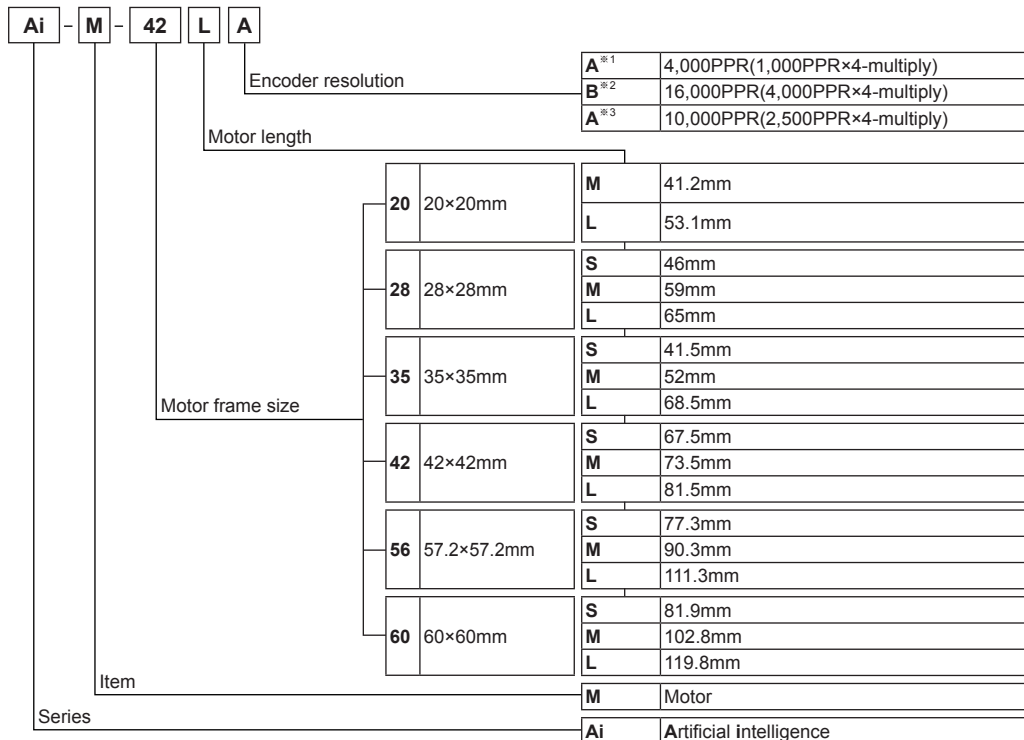 Ai - M - 42 L A
Encoder resolution
A※1 4,000PPR(1,000PPR×4-multiply)
B※2 16,000PPR(4,000PPR×4-multiply)
A※3 10,000PPR(2,500PPR×4-multiply)
Motor length
20 20×20mm
M 41.2mm
L 53.1mm
28 28×28mm
S 46mm
M 59mm
L 65mm
35 35×35mm
S 41.5mm
M 52mm
L 68.5mm
Motor frame size
42 42×42mm
S 67.5mm
M 73.5mm
L 81.5mm
56 57.2×57.2mm
S 77.3mm
M 90.3mm
L 111.3mm
60 60×60mm
S 81.9mm
M 102.8mm
L 119.8mm
Item
M Motor
Series
Ai Artificial intelligence